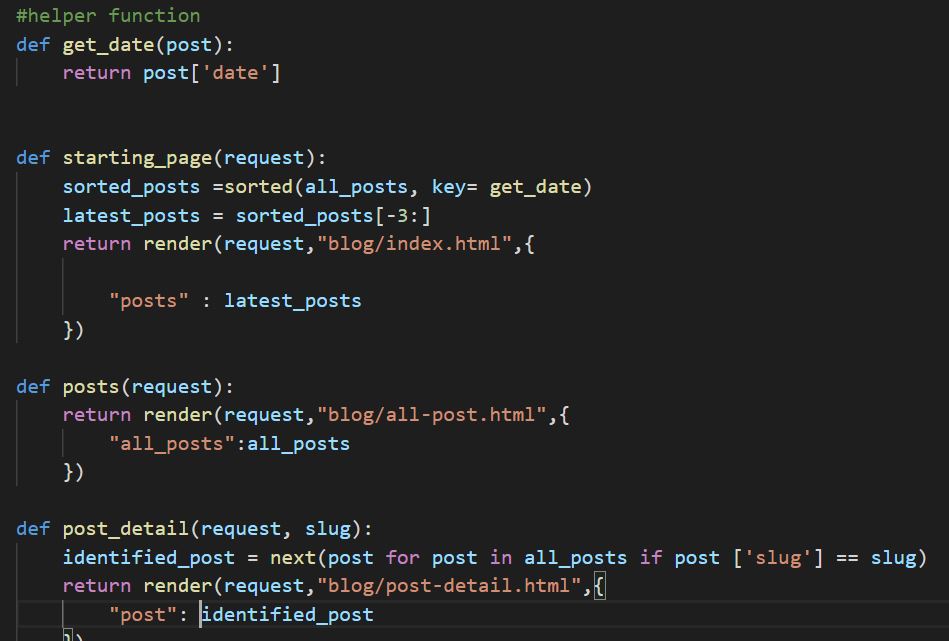 #helper function
def get_date(post):
    return post['date']
def starting_page(request):
    sorted_posts =sorted(all_posts, key= get_date)
    latest_posts = sorted_posts[-3:]
    return render(request,"blog/index.html",{
        "posts" : latest_posts
    })
def posts(request):
    return render(request,"blog/all-post.html",{
        "all_posts":all_posts
    })
def post_detail(request, slug):
    identified_post = next(post for post in all_posts if post ['slug'] == slug)
    return render(request,"blog/post-detail.html",{
        "post": identified_post
    })